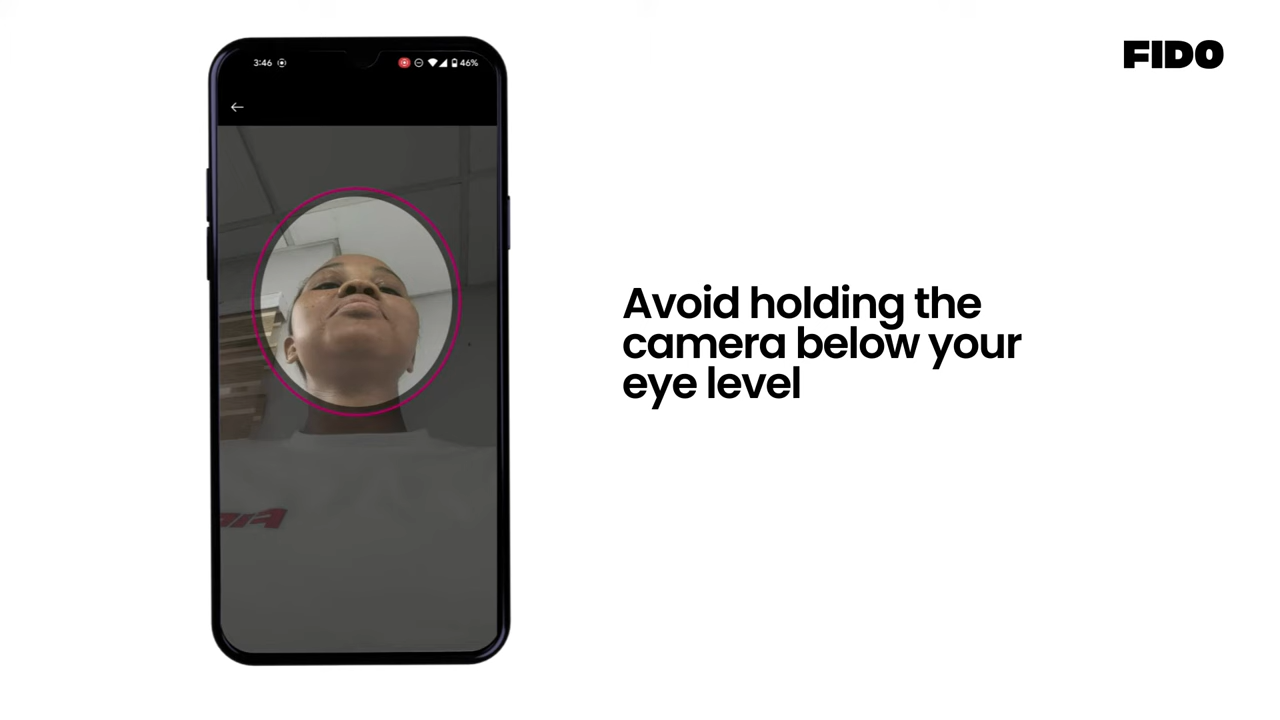 FIDO
3:46
46%
Avoid holding the
camera below your
eye level